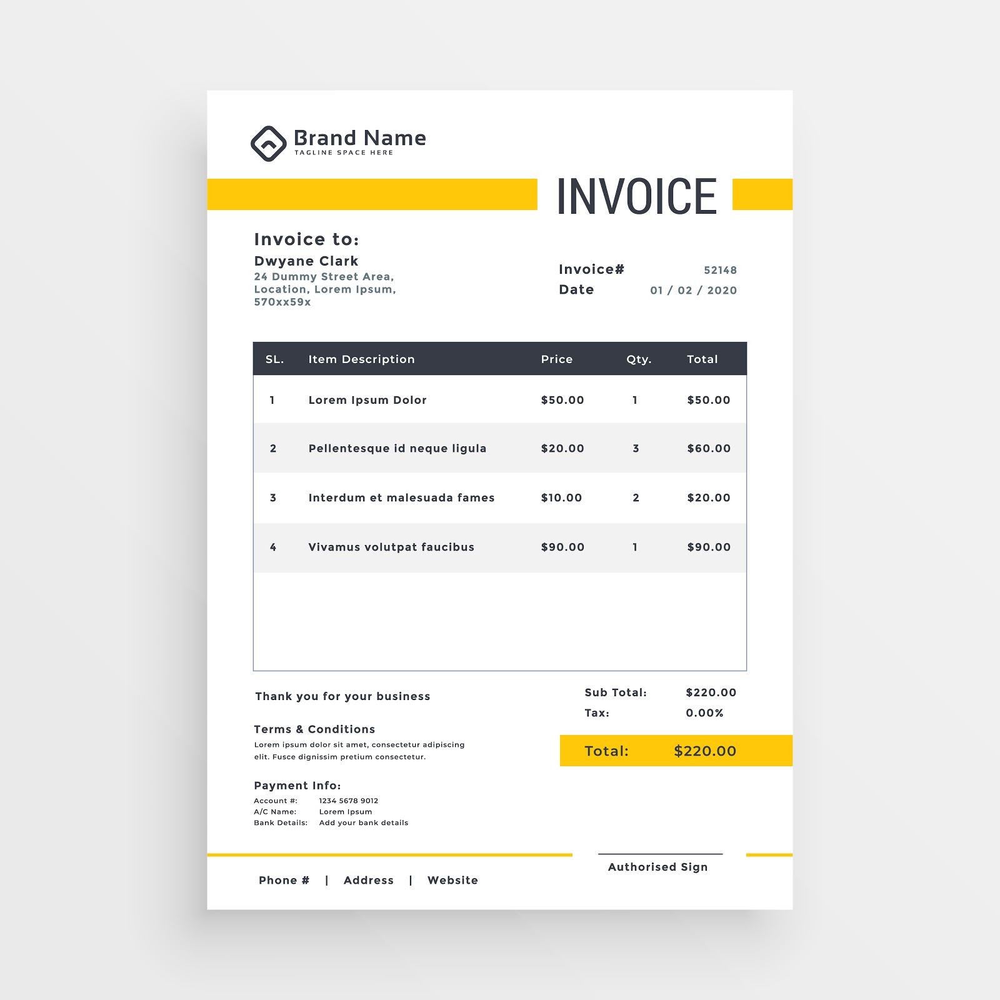 Brand Name
TAGLINE SPACE HERE
INVOICE
Invoice to:
Dwyane Clark
24 Dummy Street Area,
Location, Lorem Ipsum,
570xx59x
Invoice# 52148
Date 01 / 02 / 2020
SL. Item Description Price Qty. Total
1 Lorem Ipsum Dolor $50.00 1 $50.00
2 Pellentesque id neque ligula $20.00 3 $60.00
3 Interdum et malesuada fames $10.00 2 $20.00
4 Vivamus volutpat faucibus $90.00 1 $90.00
Sub Total: $220.00
Tax: 0.00%
Total: $220.00
Thank you for your business
Terms & Conditions
Lorem ipsum dolor sit amet, consectetur adipiscing
elit. Fusce dignissim pretium consectetur.
Payment Info:
Account #: 1234 5678 9012
A/C Name: Lorem Ipsum
Bank Details: Add your bank details
Authorised Sign
Phone # | Address | Website